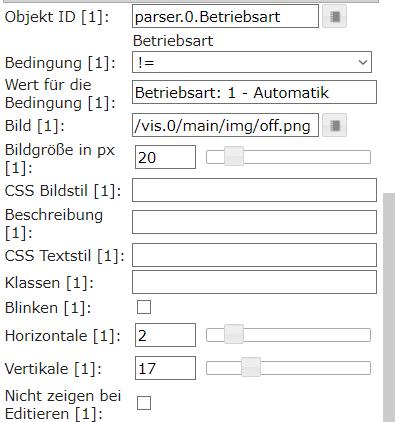 Objekt ID [1]: parser.0.Betriebsart
Betriebsart
Bedingung [1]: !=
Wert für die
Bedingung [1]: Betriebsart: 1 - Automatik
Bild [1]: /vis.0/main/img/off.png
Bildgröße in px
[1]: 20
CSS Bildstil [1]:
Beschreibung
[1]:
CSS Textstil [1]:
Klassen [1]:
Blinken [1]:
Horizontale [1]: 2
Vertikale [1]: 17
Nicht zeigen bei
Editieren [1]: